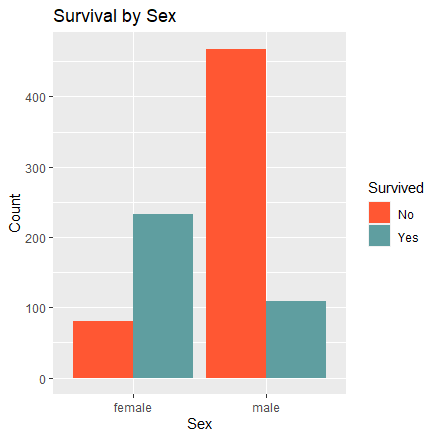 Survival by Sex
400
300
200
100
0
Count
female male
Sex
Survived
No
Yes